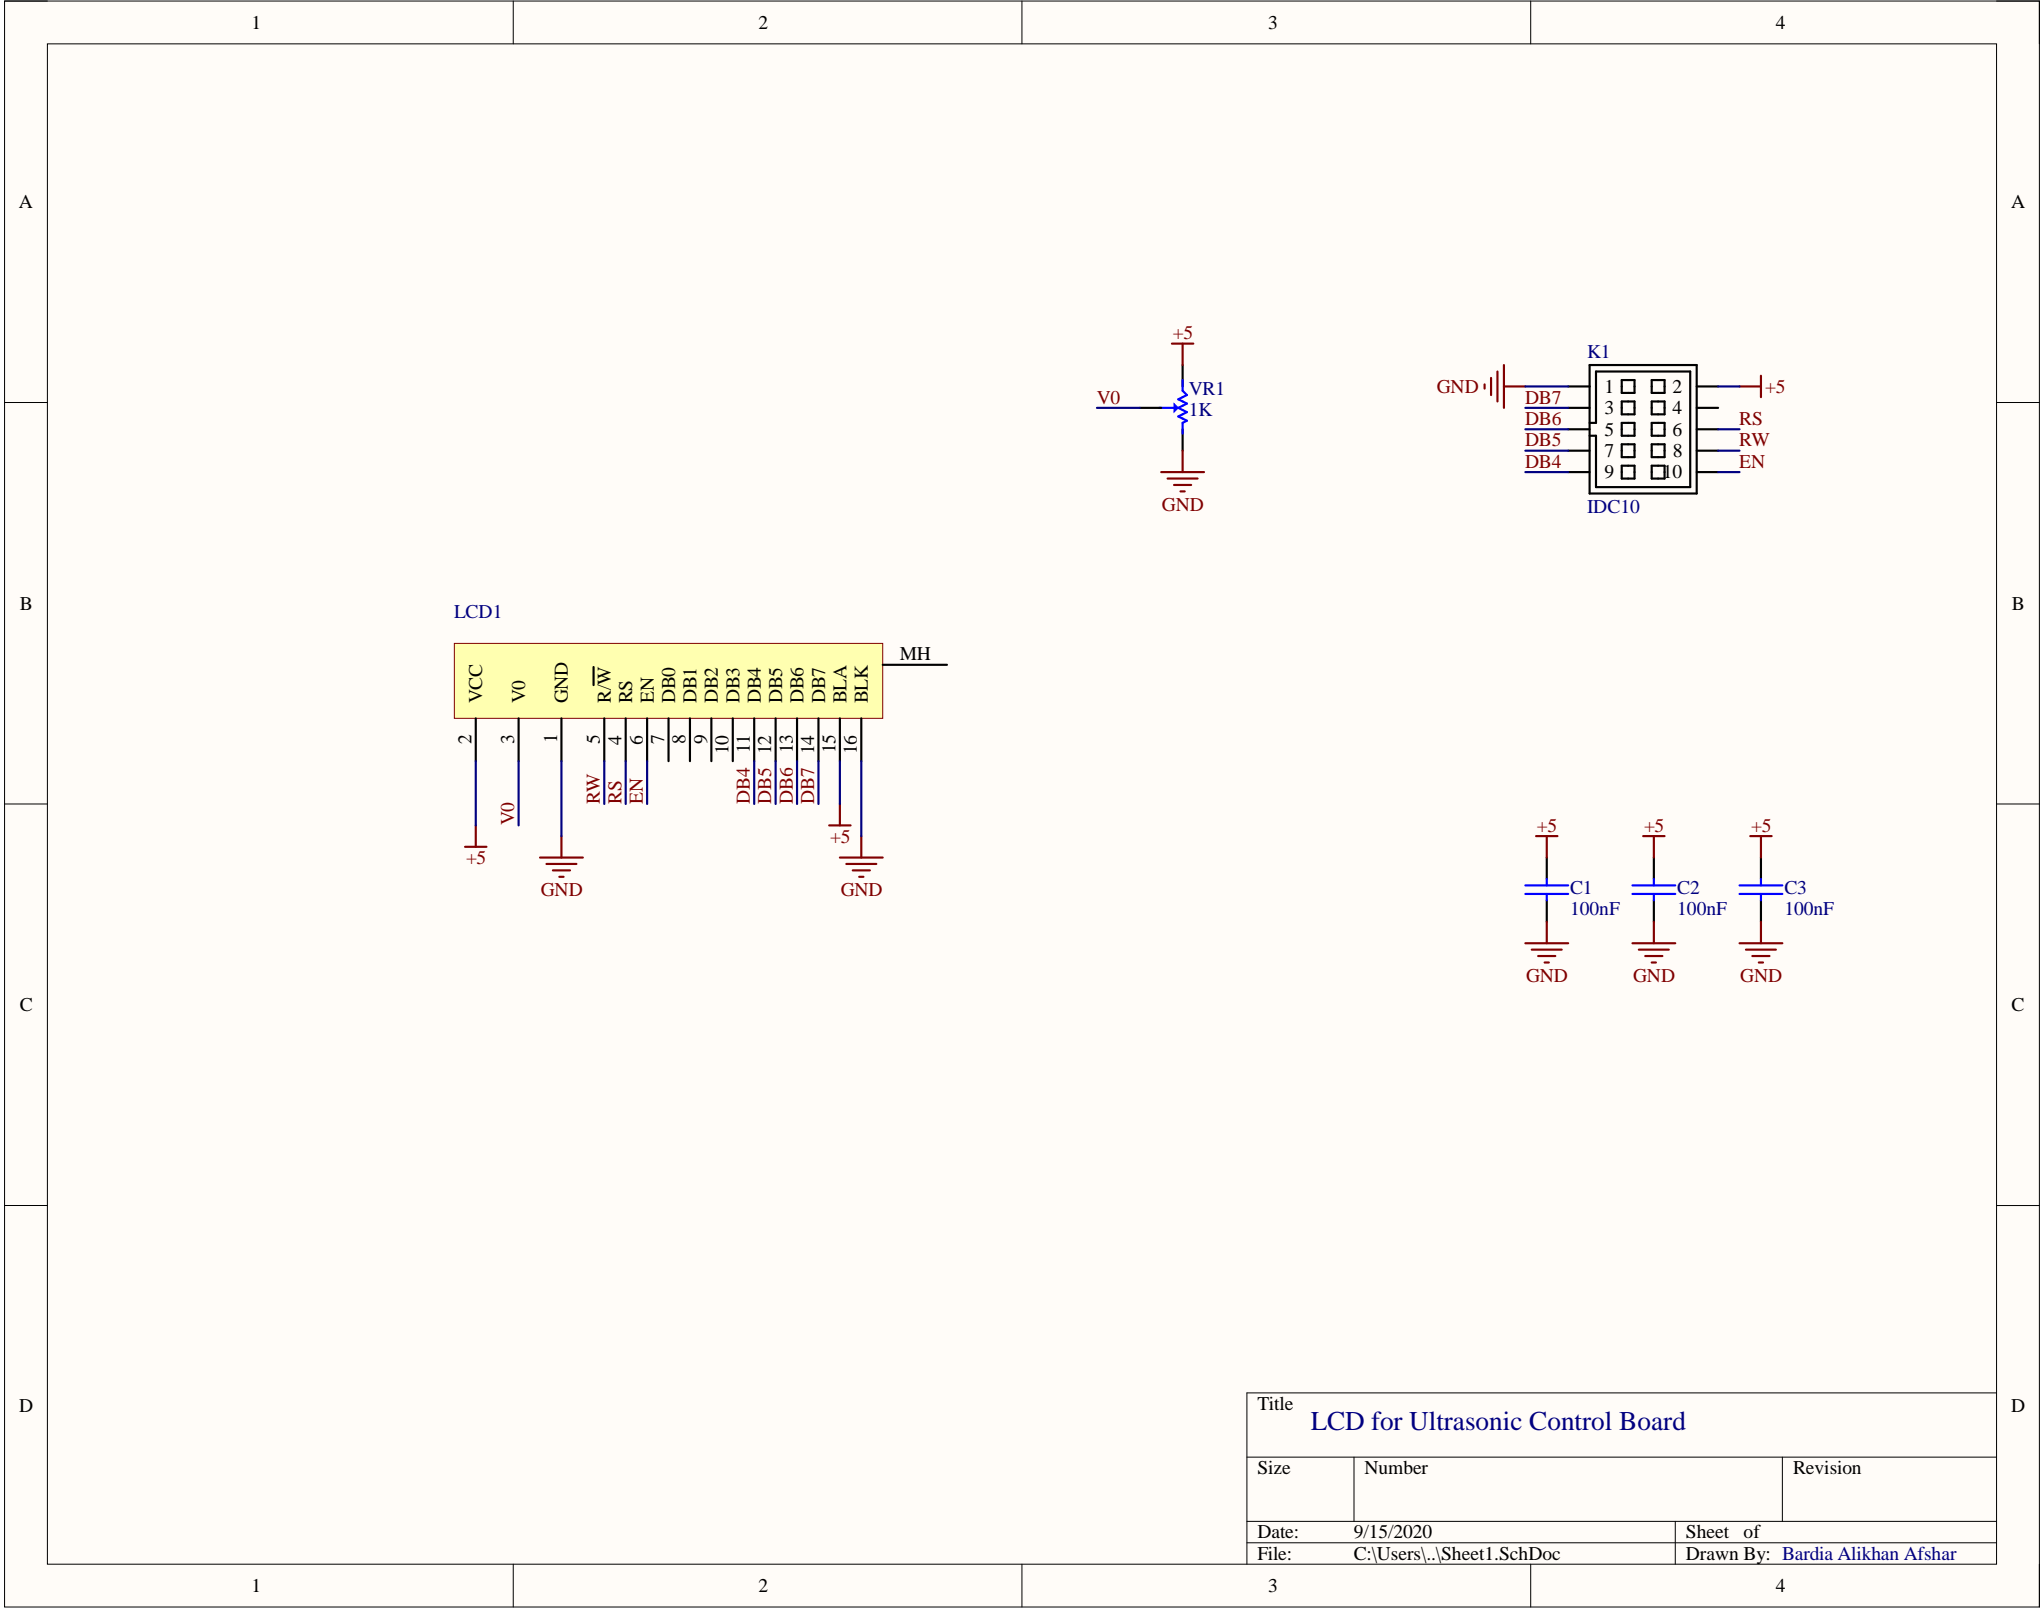 1 2 3 4
A A
+5
VR1
1K
V0
GND
K1
GND 1 2 +5
DB7 3 4
DB6 5 6 RS
DB5 7 8 RW
DB4 9 10 EN
IDC10
B B
LCD1
MH
VCC V0 GND R/W RS EN DB0 DB1 DB2 DB3 DB4 DB5 DB6 DB7 BLA BLK
2 3 1 5 4 6 7 8 9 10 11 12 13 14 15 16
V0 RW RS EN DB4 DB5 DB6 DB7
+5 GND +5 GND
+5 +5 +5
C1 C2 C3
100nF 100nF 100nF
GND GND GND
C C
D D
Title
LCD for Ultrasonic Control Board
Size Number Revision
Date: 9/15/2020 Sheet of
File: C:\Users\..\Sheet1.SchDoc Drawn By: Bardia Alikhan Afshar
1 2 3 4